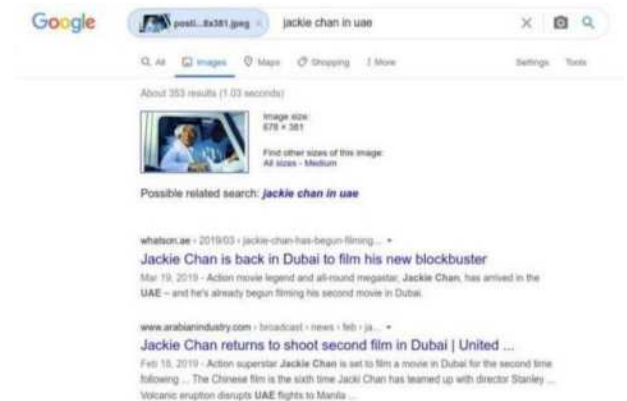 Google
posti...8x381.jpeg
jackie chan in uae
All Images Maps Shopping More Settings Tools
About 353 results (1.03 seconds)
Image size:
678 × 381
Find other sizes of this image:
All sizes - Medium
Possible related search: jackie chan in uae
whatson.ae › 2019/03 › jackie-chan-has-begun-filming...
Jackie Chan is back in Dubai to film his new blockbuster
Mar 19, 2019 - Action movie legend and all-round megastar, Jackie Chan, has arrived in the
UAE – and he's already begun filming his second movie in Dubai.
www.arabianindustry.com › broadcast › news › feb › ja...
Jackie Chan returns to shoot second film in Dubai | United ...
Feb 18, 2019 - Action superstar Jackie Chan is set to film a movie in Dubai for the second time
following ... The Chinese film is the sixth time Jacki Chan has teamed up with director Stanley ...
Volcanic eruption disrupts UAE flights to Manila ...